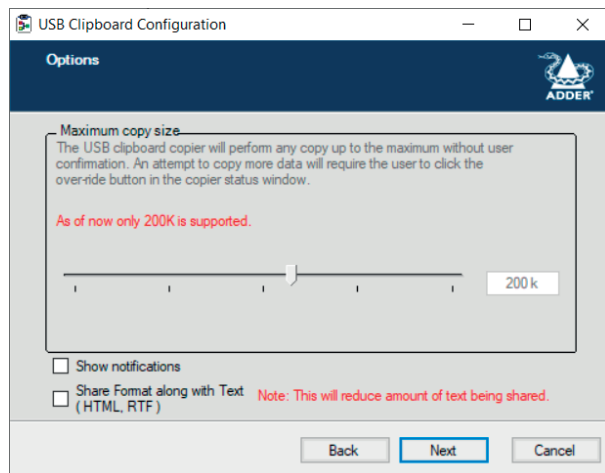 USB Clipboard Configuration
Options
ADDER®
Maximum copy size
The USB clipboard copier will perform any copy up to the maximum without user
confirmation. An attempt to copy more data will require the user to click the
over-ride button in the copier status window.
As of now only 200K is supported.
200 k
Show notifications
Share Format along with Text
( HTML, RTF )
Note: This will reduce amount of text being shared.
Back
Next
Cancel